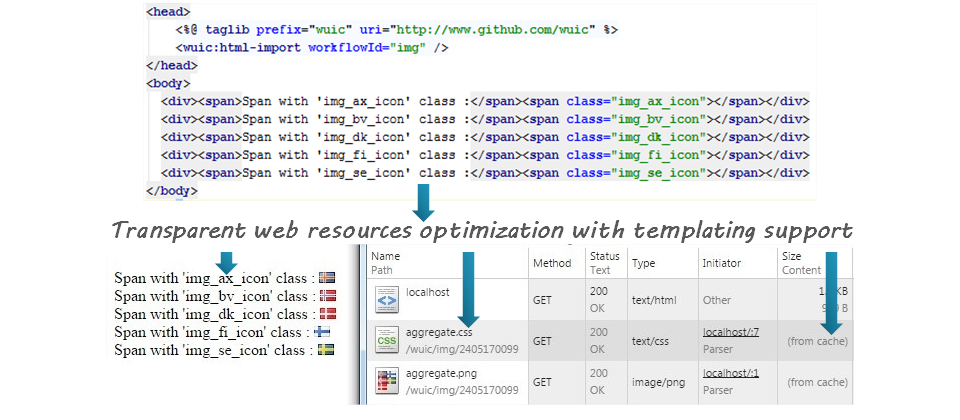 <head>
<%@ taglib prefix="wuic" uri="http://www.github.com/wuic" %>
<wuic:html-import workflowId="img" />
</head>
<body>
<div><span>Span with 'img_ax_icon' class :</span><span class="img_ax_icon"></span></div>
<div><span>Span with 'img_bv_icon' class :</span><span class="img_bv_icon"></span></div>
<div><span>Span with 'img_dk_icon' class :</span><span class="img_dk_icon"></span></div>
<div><span>Span with 'img_fi_icon' class :</span><span class="img_fi_icon"></span></div>
<div><span>Span with 'img_se_icon' class :</span><span class="img_se_icon"></span></div>
</body>
Transparent web resources optimization with templating support
Span with 'img_ax_icon' class :
Span with 'img_bv_icon' class :
Span with 'img_dk_icon' class :
Span with 'img_fi_icon' class :
Span with 'img_se_icon' class :
Name Path Method Status Text Type Initiator Size Content
localhost GET 200 OK text/html Other
CSS aggregate.css /wuic/img/2405170099 GET 200 OK text/css localhost/:7 Parser (from cache)
aggregate.png /wuic/img/2405170099 GET 200 OK image/png localhost/:1 Parser (from cache)